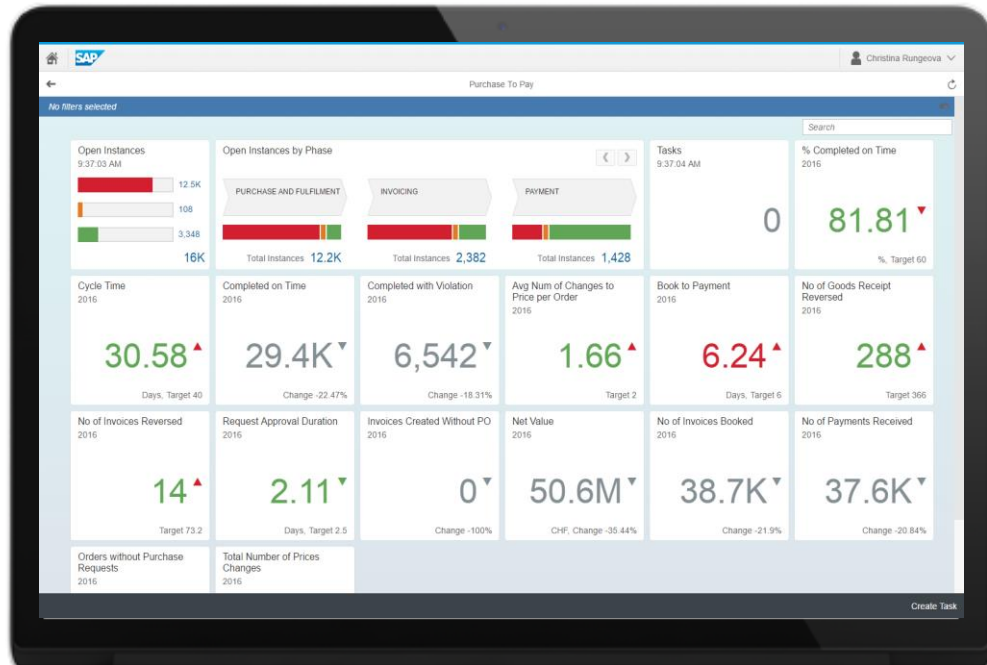 SAP
Christina Rungeova
Purchase To Pay
No filters selected
Search
Open Instances
9:37:03 AM
12.5K
108
3,348
16K
Open Instances by Phase
PURCHASE AND FULFILMENT
INVOICING
PAYMENT
Total Instances 12.2K
Total Instances 2,382
Total Instances 1,428
Tasks
9:37:04 AM
0
% Completed on Time
2016
81.81
%, Target 60
Cycle Time
2016
30.58
Days, Target 40
Completed on Time
2016
29.4K
Change -22.47%
Completed with Violation
2016
6,542
Change -18.31%
Avg Num of Changes to
Price per Order
2016
1.66
Target 2
Book to Payment
2016
6.24
Days, Target 6
No of Goods Receipt
Reversed
2016
288
Target 366
No of Invoices Reversed
2016
14
Target 73.2
Request Approval Duration
2016
2.11
Days, Target 2.5
Invoices Created Without PO
2016
0
Change -100%
Net Value
2016
50.6M
CHF, Change -35.44%
No of Invoices Booked
2016
38.7K
Change -21.9%
No of Payments Received
2016
37.6K
Change -20.84%
Orders without Purchase
Requests
2016
Total Number of Prices
Changes
2016
Create Task